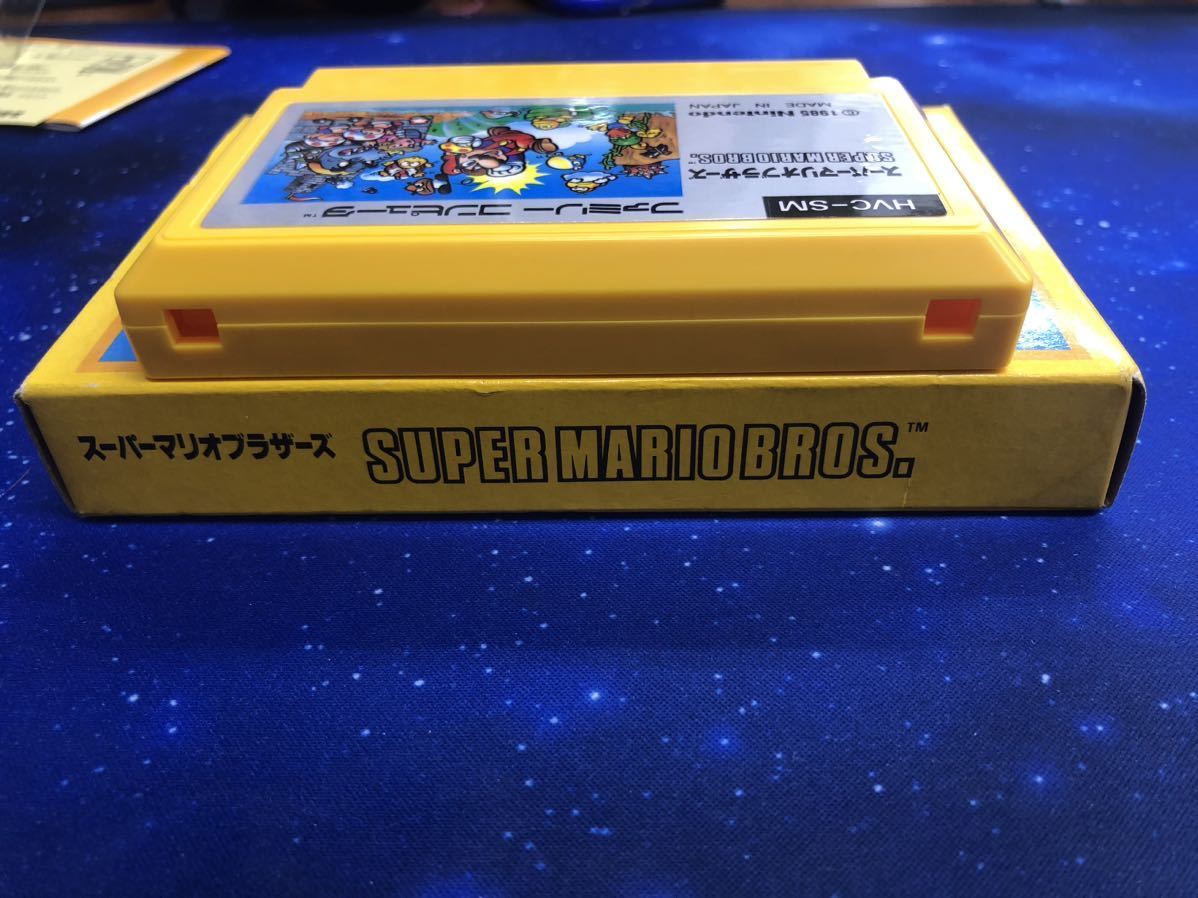 ファミリー コンピュータ™
HVC-SM
スーパーマリオブラザーズ
SUPER MARIO BROS.™
© 1985 Nintendo
MADE IN JAPAN
スーパーマリオブラザーズ SUPER MARIO BROS.™